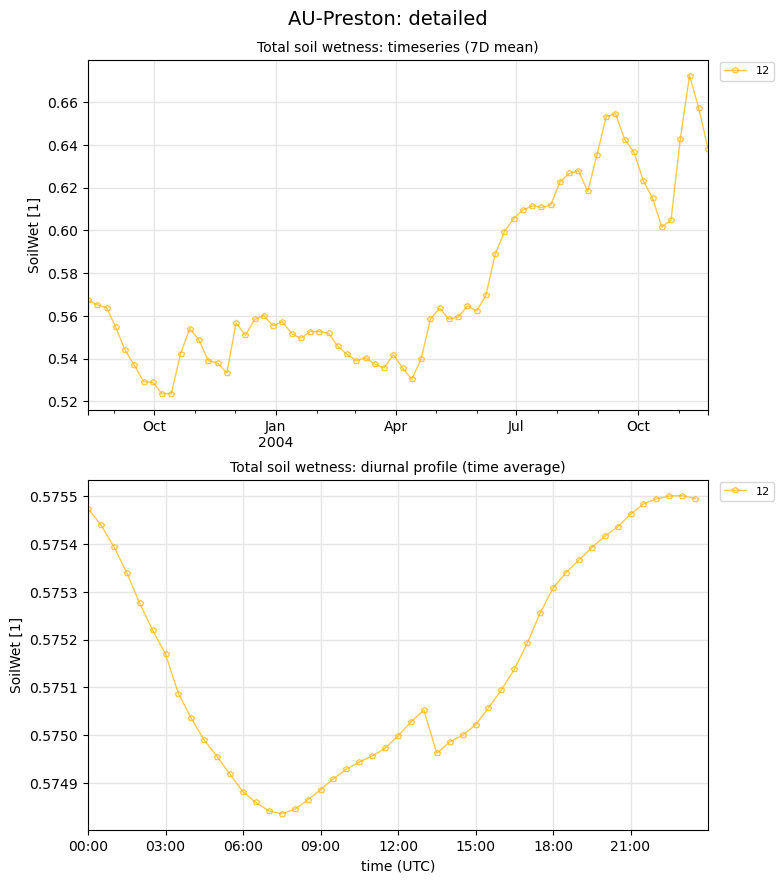 AU-Preston: detailed
Total soil wetness: timeseries (7D mean)
12
0.66
0.64
0.62
0.60
0.58
0.56
0.54
0.52
SoilWet [1]
Oct
Jan
2004
Apr
Jul
Oct
Total soil wetness: diurnal profile (time average)
12
0.5755
0.5754
0.5753
0.5752
0.5751
0.5750
0.5749
SoilWet [1]
00:00
03:00
06:00
09:00
12:00
15:00
18:00
21:00
time (UTC)